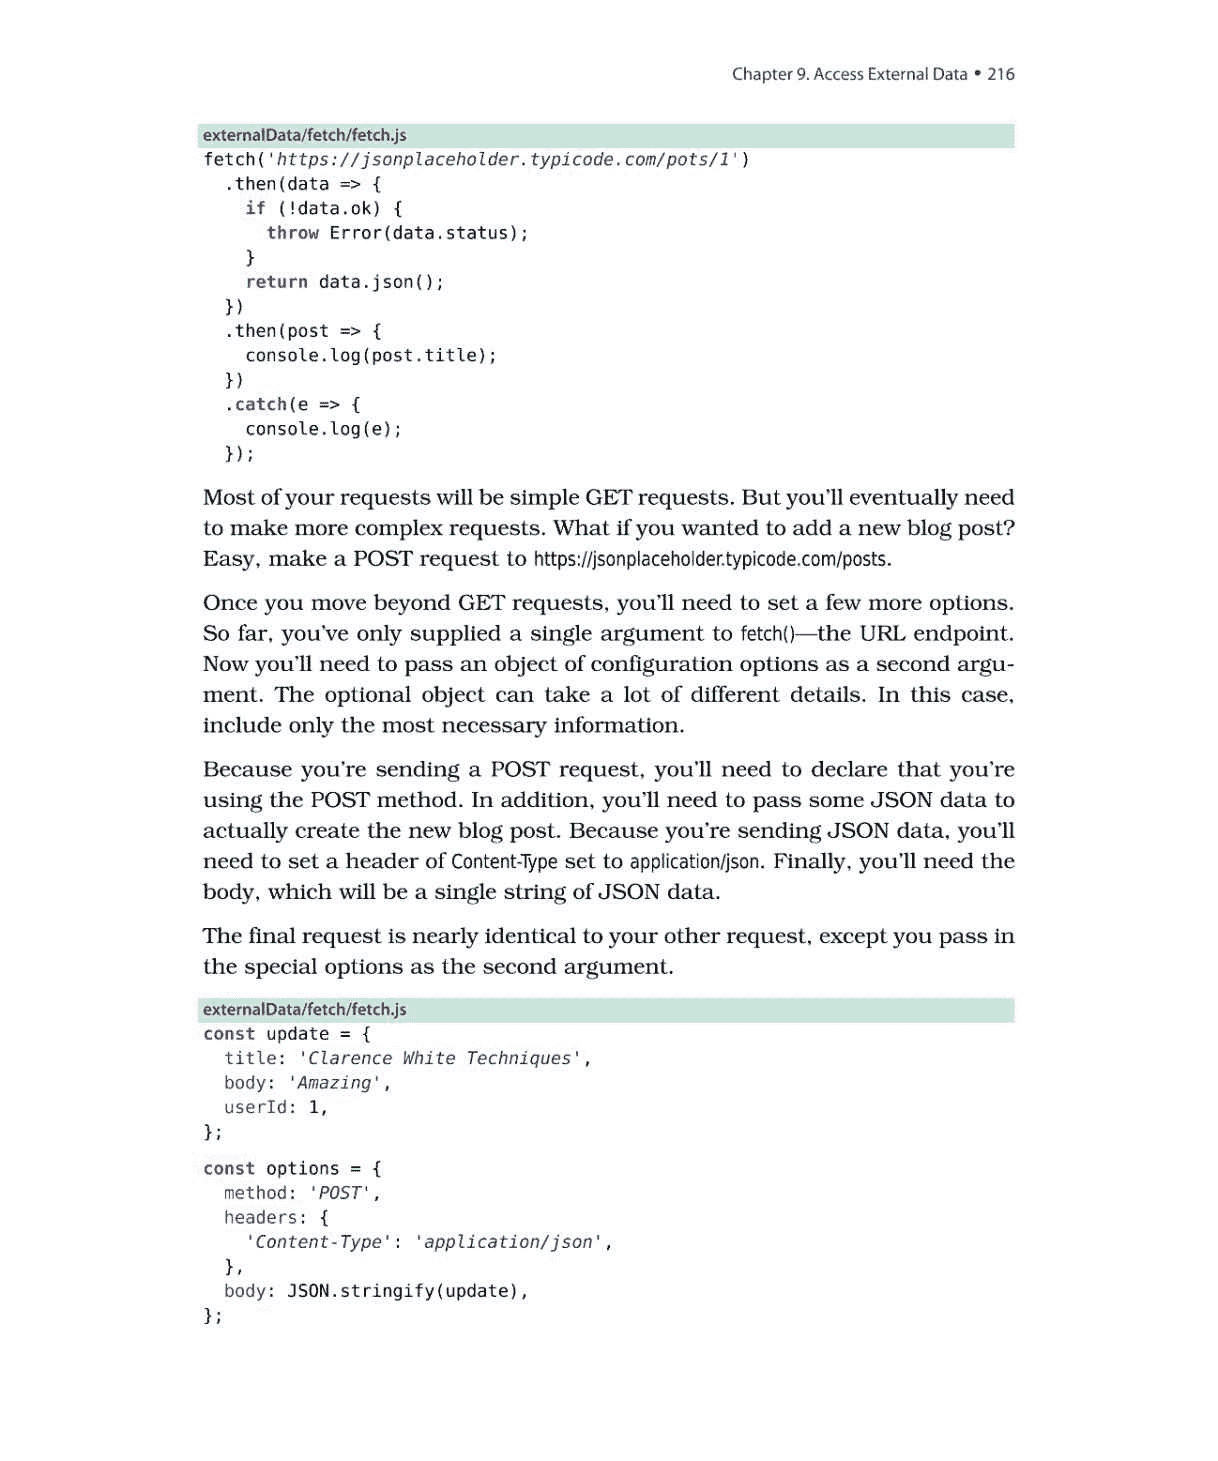 Chapter 9. Access External Data • 216
externalData/fetch/fetch.js
fetch('https://jsonplaceholder.typicode.com/pots/1')
  .then(data => {
    if (!data.ok) {
      throw Error(data.status);
    }
    return data.json();
  })
  .then(post => {
    console.log(post.title);
  })
  .catch(e => {
    console.log(e);
  });
Most of your requests will be simple GET requests. But you'll eventually need
to make more complex requests. What if you wanted to add a new blog post?
Easy, make a POST request to https://jsonplaceholder.typicode.com/posts.
Once you move beyond GET requests, you'll need to set a few more options.
So far, you've only supplied a single argument to fetch()—the URL endpoint.
Now you'll need to pass an object of configuration options as a second argu-
ment. The optional object can take a lot of different details. In this case,
include only the most necessary information.
Because you're sending a POST request, you'll need to declare that you're
using the POST method. In addition, you'll need to pass some JSON data to
actually create the new blog post. Because you're sending JSON data, you'll
need to set a header of Content-Type set to application/json. Finally, you'll need the
body, which will be a single string of JSON data.
The final request is nearly identical to your other request, except you pass in
the special options as the second argument.
externalData/fetch/fetch.js
const update = {
  title: 'Clarence White Techniques',
  body: 'Amazing',
  userId: 1,
};
const options = {
  method: 'POST',
  headers: {
    'Content-Type': 'application/json',
  },
  body: JSON.stringify(update),
};